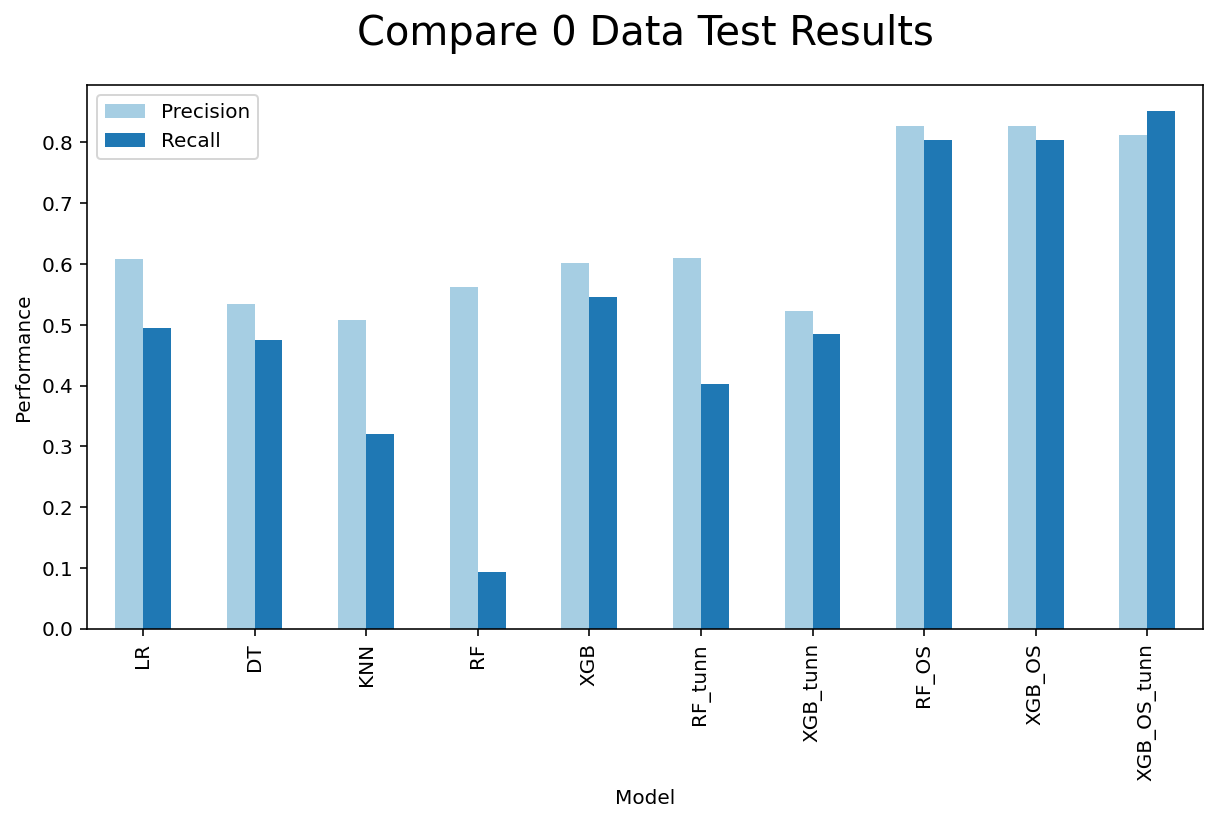 Compare 0 Data Test Results
Precision
Recall
0.8
0.7
0.6
0.5
0.4
0.3
0.2
0.1
0.0
Performance
LR
DT
KNN
RF
XGB
RF_tunn
XGB_tunn
RF_OS
XGB_OS
XGB_OS_tunn
Model